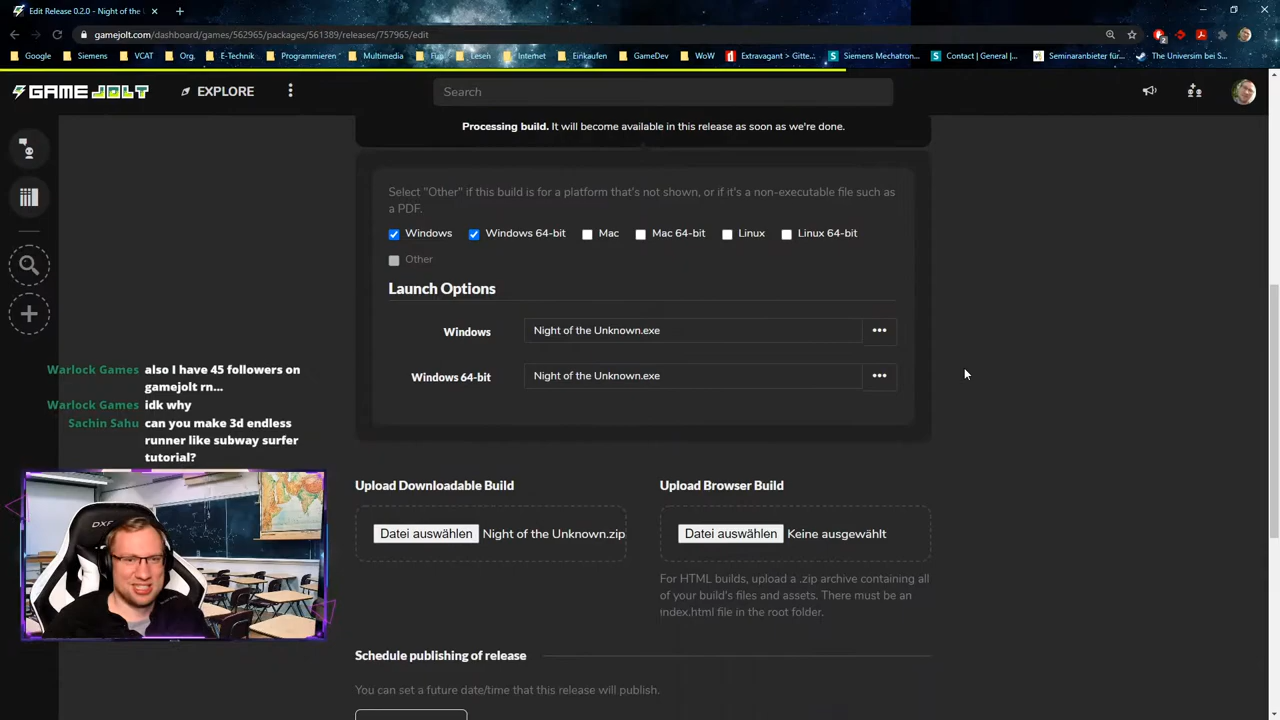 Edit Release 0.2.0 - Night of the
gamejolt.com/dashboard/games/562965/packages/561389/releases/757965/edit
Google Siemens VCAT Org. E-Technik Programmieren Multimedia Fun Lesen Internet Einkaufen GameDev WoW Extravagant > Gitte... Siemens Mechatron... Contact | General |... Seminaranbieter für... The Universim bei S...
GAME JOLT EXPLORE Search
Processing build. It will become available in this release as soon as we're done.
Select "Other" if this build is for a platform that's not shown, or if it's a non-executable file such as
a PDF.
Windows Windows 64-bit Mac Mac 64-bit Linux Linux 64-bit
Other
Launch Options
Windows Night of the Unknown.exe
Windows 64-bit Night of the Unknown.exe
Warlock Games also I have 45 followers on
gamejolt rn...
Warlock Games idk why
Sachin Sahu can you make 3d endless
runner like subway surfer
tutorial?
Upload Downloadable Build
Datei auswählen Night of the Unknown.zip
Upload Browser Build
Datei auswählen Keine ausgewählt
For HTML builds, upload a .zip archive containing all
of your build's files and assets. There must be an
index.html file in the root folder.
DXR
Schedule publishing of release
You can set a future date/time that this release will publish.